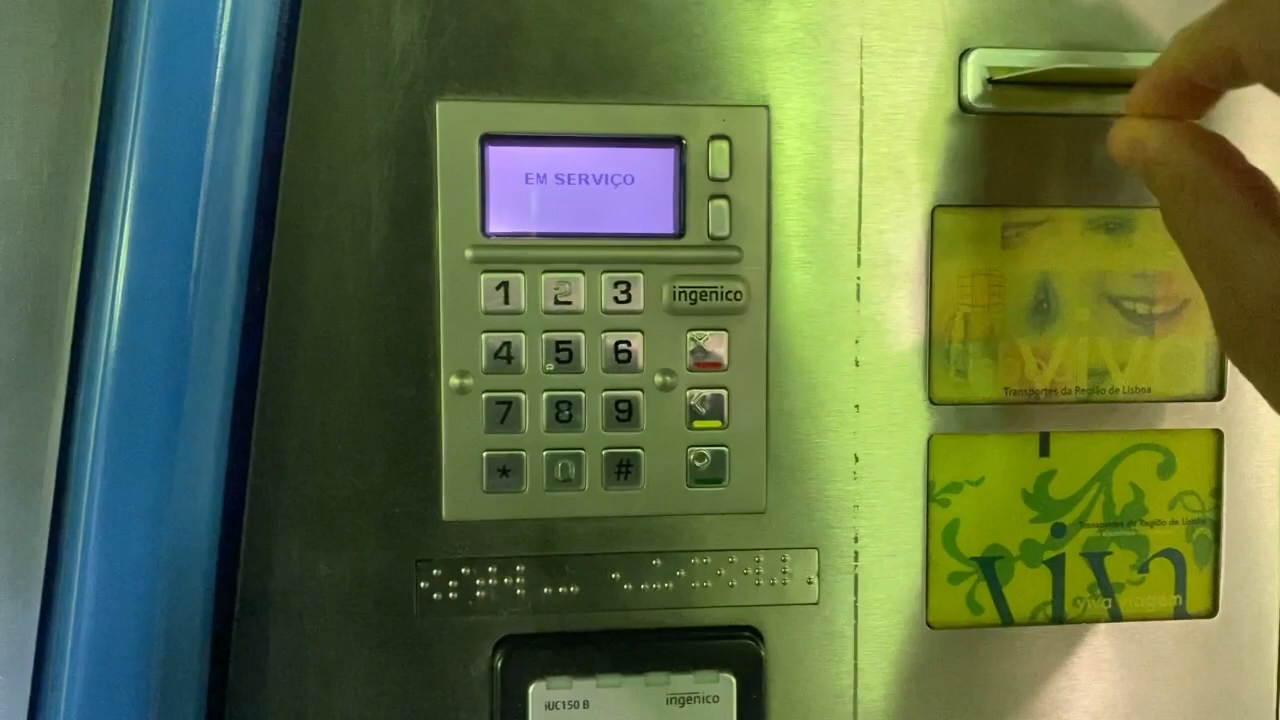 EM SERVIÇO
1 2 3
ingenico
4 5 6
7 8 9
* 0 #
iUC150 B
ingenico
viva
Transportes da Região de Lisboa
Transportes da Região de Lisboa
viva
viva viagem